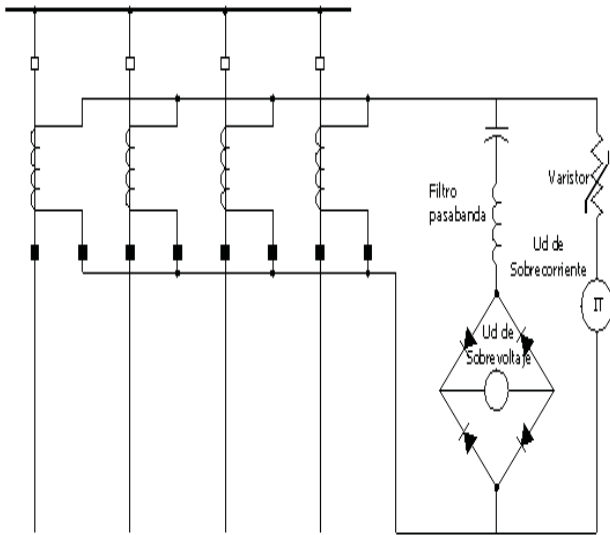 Filtro
pasabanda
Varistor
Ud de
Sobrecorriente
IT
Ud de
Sobrevoltaje